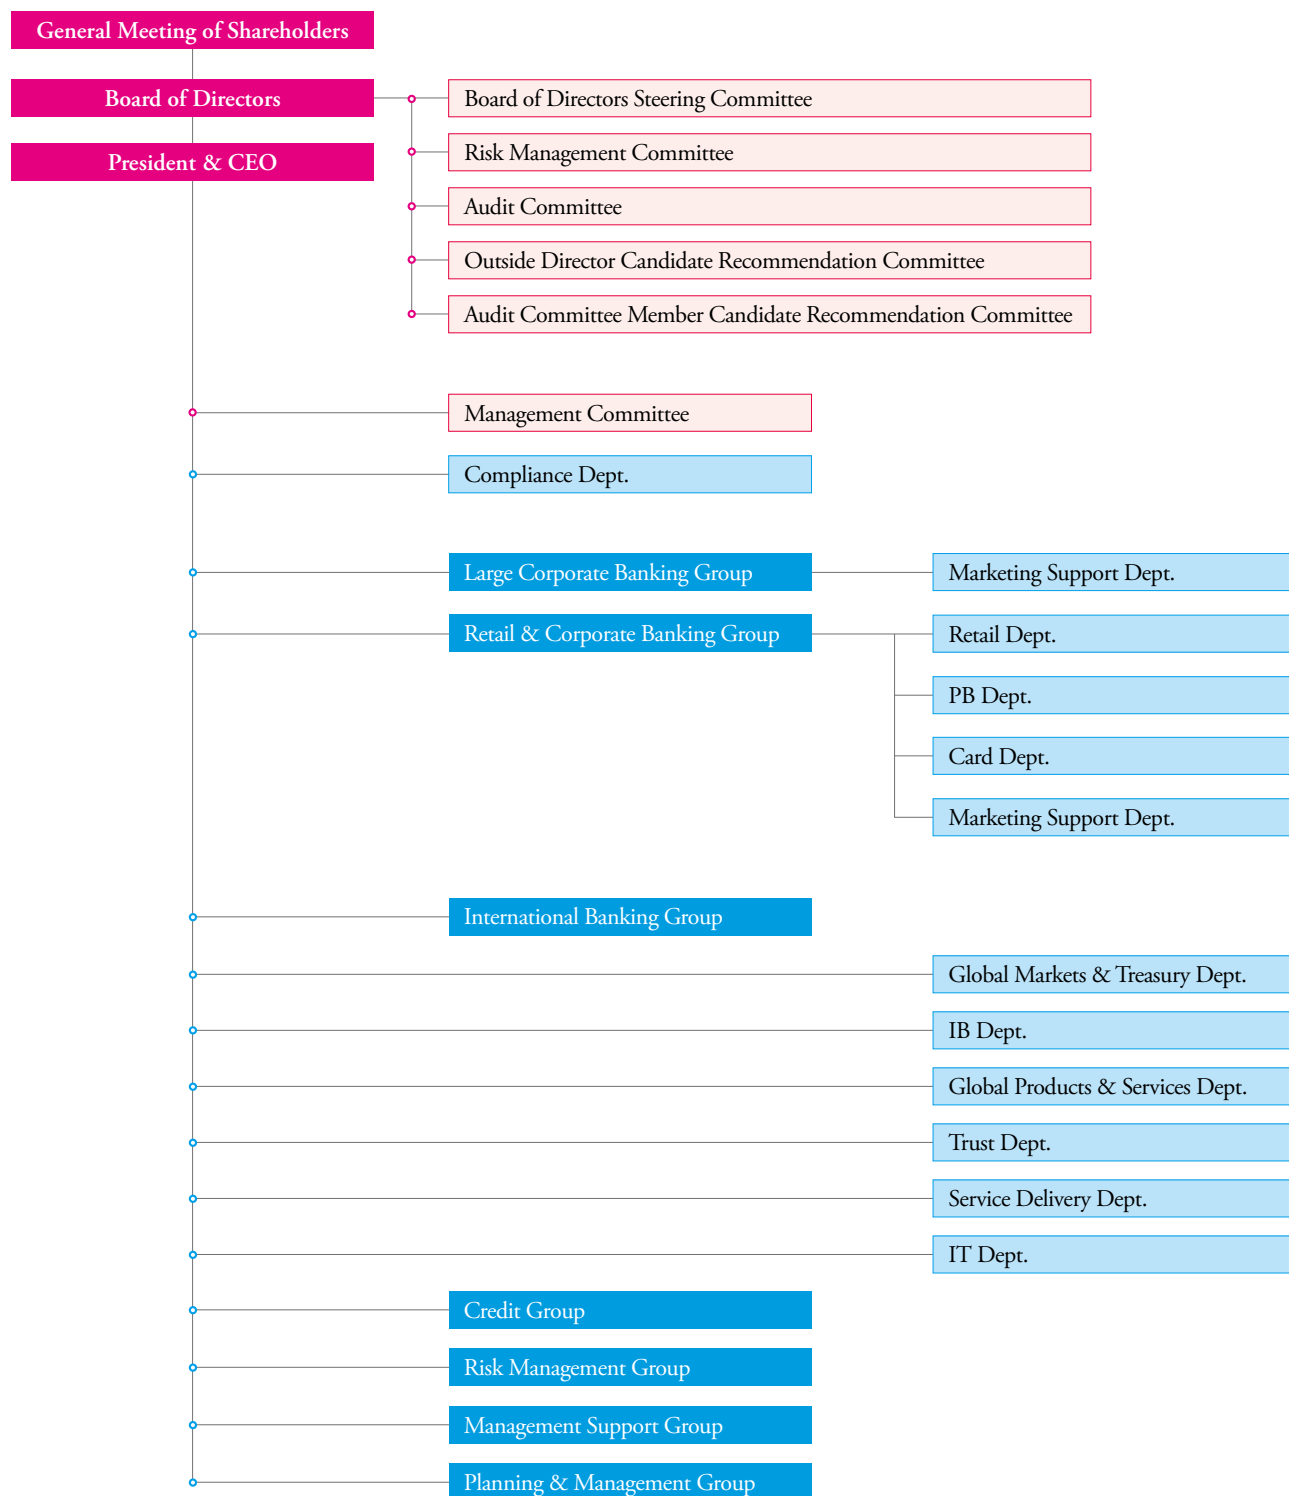 General Meeting of Shareholders
Board of Directors
Board of Directors Steering Committee
President & CEO
Risk Management Committee
Audit Committee
Outside Director Candidate Recommendation Committee
Audit Committee Member Candidate Recommendation Committee
Management Committee
Compliance Dept.
Large Corporate Banking Group
Marketing Support Dept.
Retail & Corporate Banking Group
Retail Dept.
PB Dept.
Card Dept.
Marketing Support Dept.
International Banking Group
Global Markets & Treasury Dept.
IB Dept.
Global Products & Services Dept.
Trust Dept.
Service Delivery Dept.
IT Dept.
Credit Group
Risk Management Group
Management Support Group
Planning & Management Group